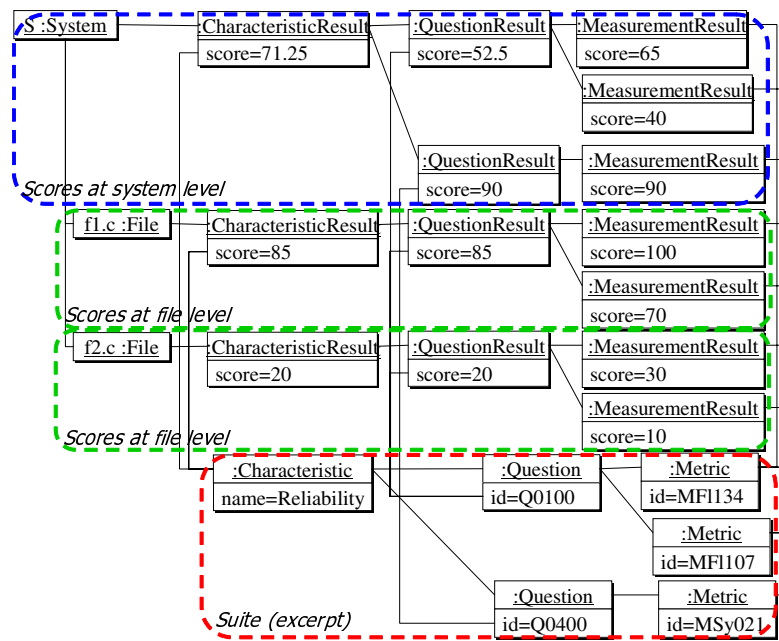 S :System
:CharacteristicResult
score=71.25
:QuestionResult
score=52.5
:MeasurementResult
score=65
:MeasurementResult
score=40
:QuestionResult
score=90
:MeasurementResult
score=90
Scores at system level
f1.c :File
:CharacteristicResult
score=85
:QuestionResult
score=85
:MeasurementResult
score=100
:MeasurementResult
score=70
Scores at file level
f2.c :File
:CharacteristicResult
score=20
:QuestionResult
score=20
:MeasurementResult
score=30
:MeasurementResult
score=10
Scores at file level
:Characteristic
name=Reliability
:Question
id=Q0100
:Metric
id=MFl134
:Metric
id=MFl107
:Question
id=Q0400
:Metric
id=MSy021
Suite (excerpt)